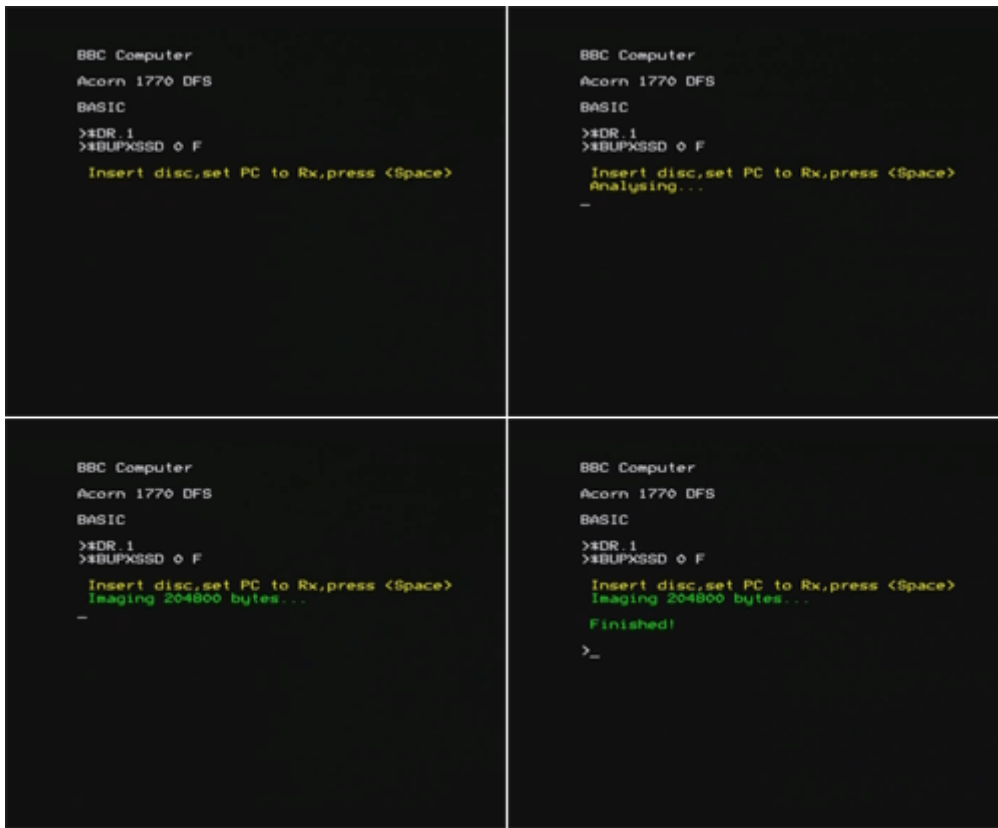 BBC Computer
Acorn 1770 DFS
BASIC
>*DR.1
>*BUPXSSD 0 F
Insert disc,set PC to Rx,press <Space>
BBC Computer
Acorn 1770 DFS
BASIC
>*DR.1
>*BUPXSSD 0 F
Insert disc,set PC to Rx,press <Space>
Analysing...
_
BBC Computer
Acorn 1770 DFS
BASIC
>*DR.1
>*BUPXSSD 0 F
Insert disc,set PC to Rx,press <Space>
Imaging 204800 bytes...
_
BBC Computer
Acorn 1770 DFS
BASIC
>*DR.1
>*BUPXSSD 0 F
Insert disc,set PC to Rx,press <Space>
Imaging 204800 bytes...
Finished!
>_